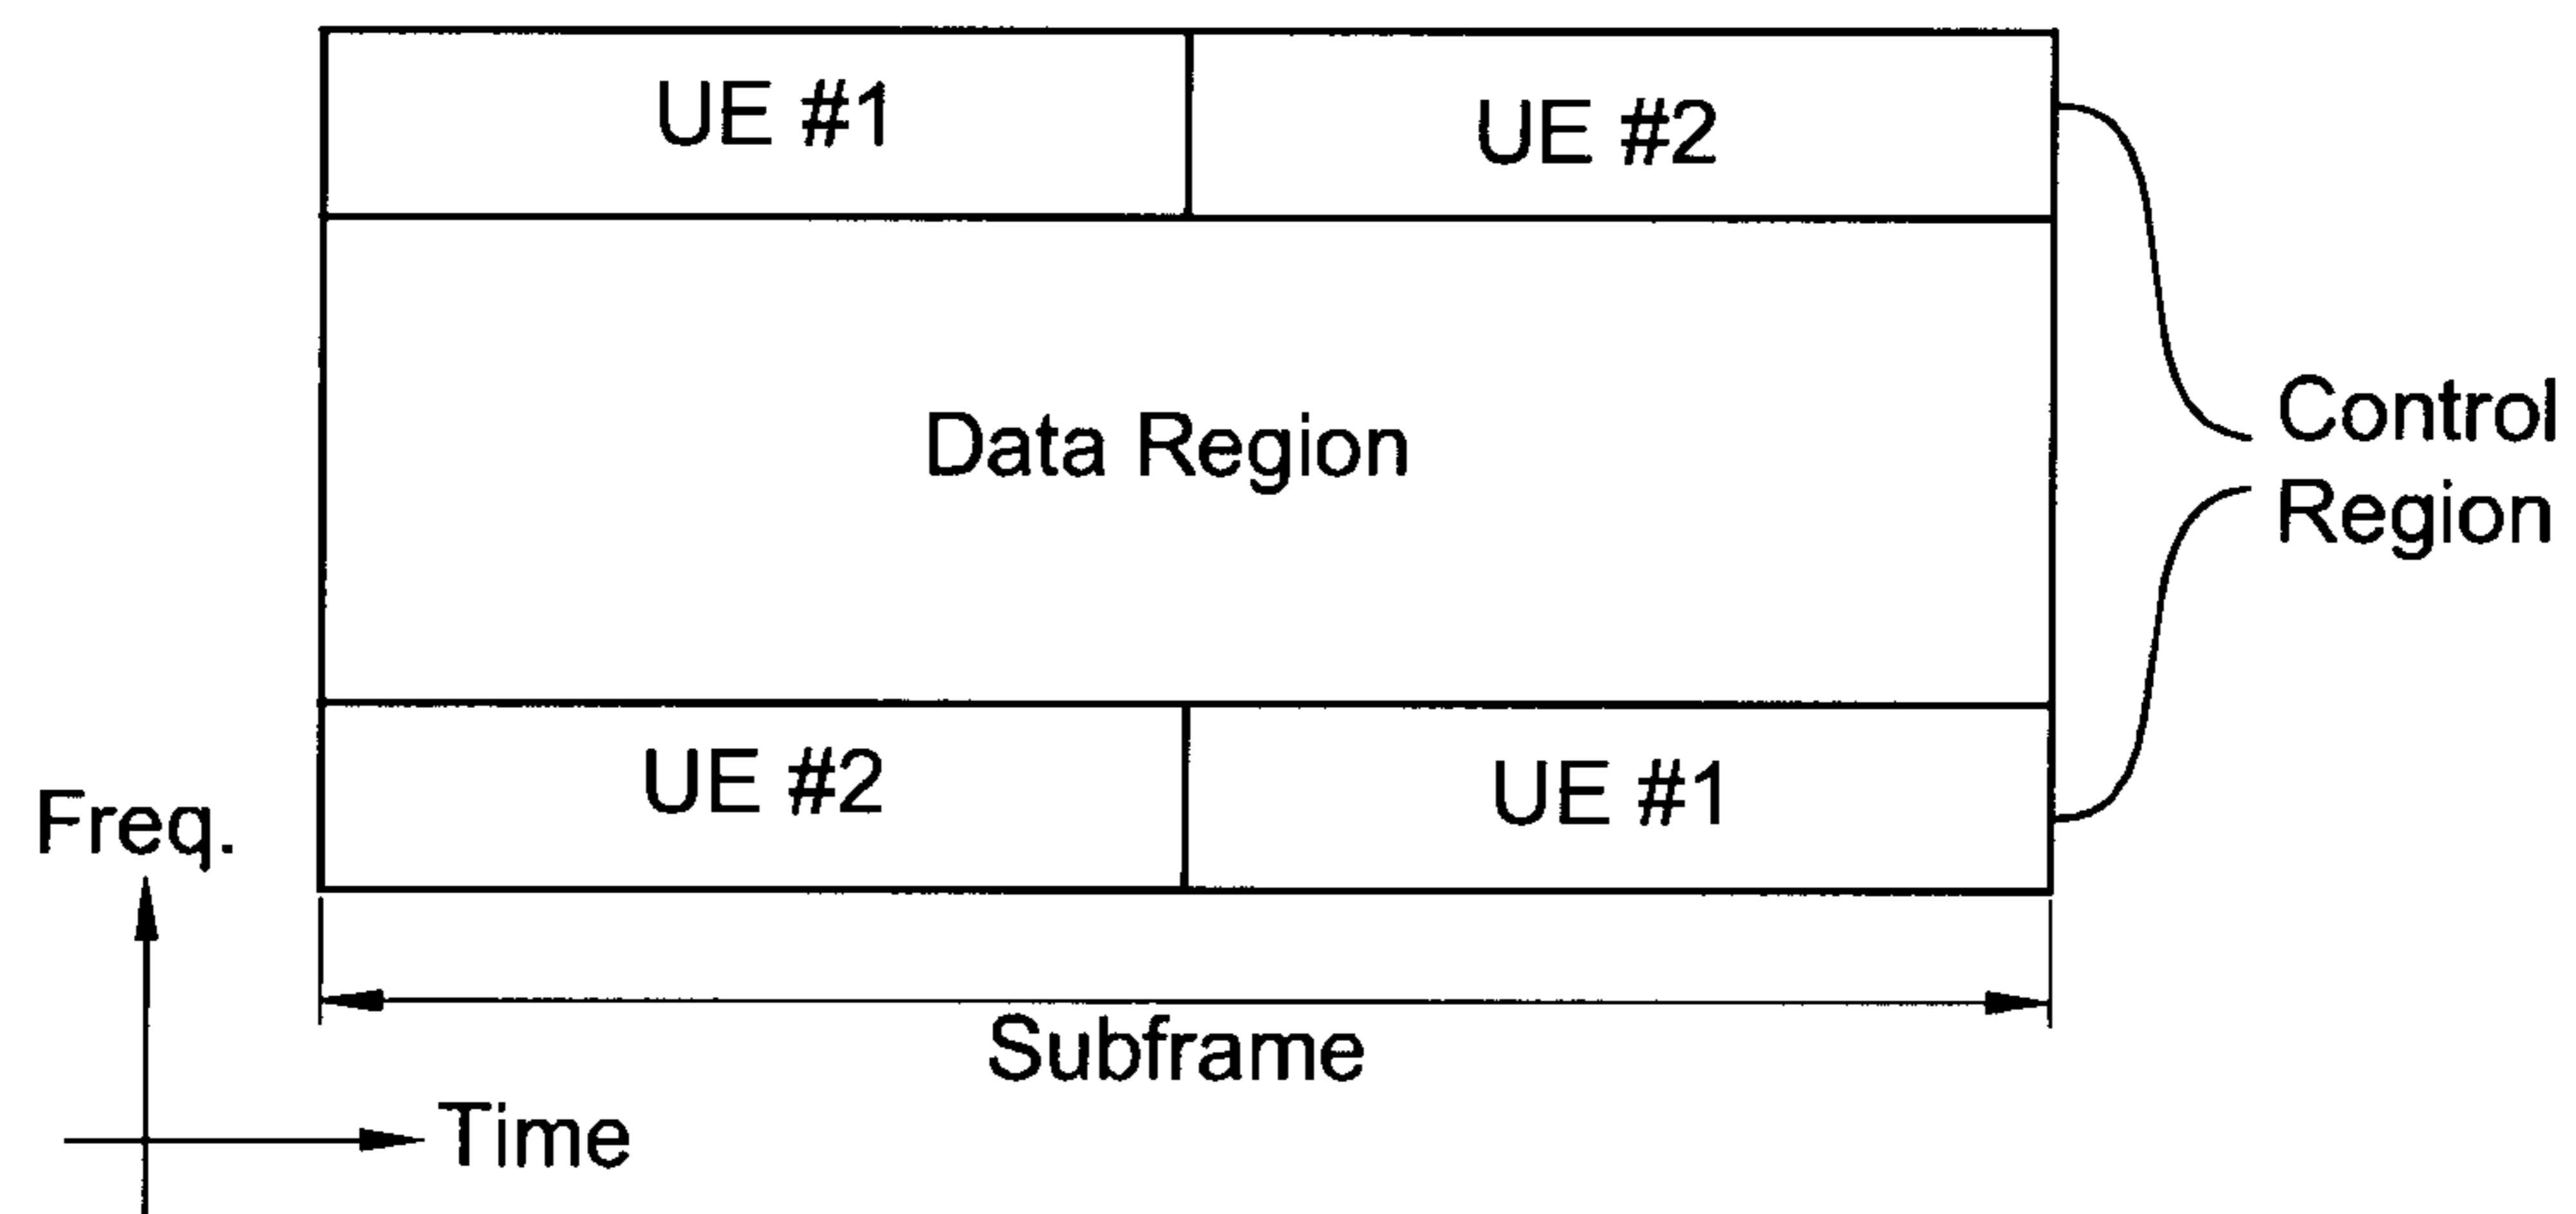 UE #1
UE #2
Data Region
Control
Region
UE #2
UE #1
Freq.
Subframe
Time